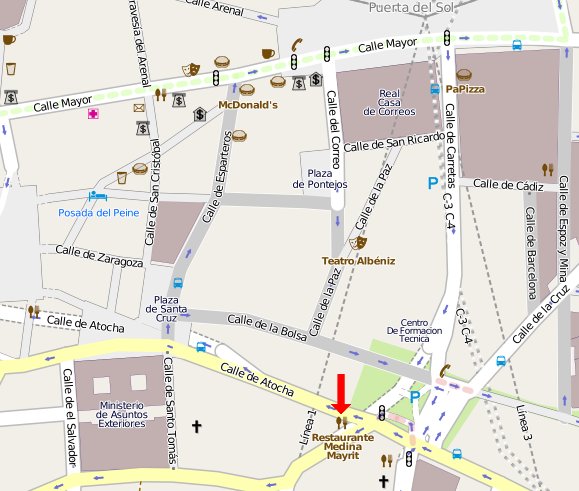 Puerta del Sol
Calle Arenal
ravesía del Arenal
Calle Mayor
Calle Mayor
McDonald's
PaPizza
Real
Casa
de Correos
Calle del Correo
Calle de San Ricardo
Calle de Carretas
C-3 C-4
Calle de Esparteros
Calle de San Cristóbal
Plaza
de Pontejos
Calle de la Paz
P
Calle de Cádiz
Posada del Peine
Calle de Espoz y Mina
Calle de Barcelona
Calle de Zaragoza
Teatro Albéniz
Calle de la Paz
Plaza
de Santa
Cruz
Calle de Atocha
Calle de la Bolsa
Centro
De Formacion
Tecnica
C-3 C-4
Calle de la Cruz
Calle de Atocha
P
Calle de el Salvador
Ministerio
de Asuntos
Exteriores
Calle de Santo Tomás
Línea 1
Línea 3
Restaurante
Medina
Mayrit